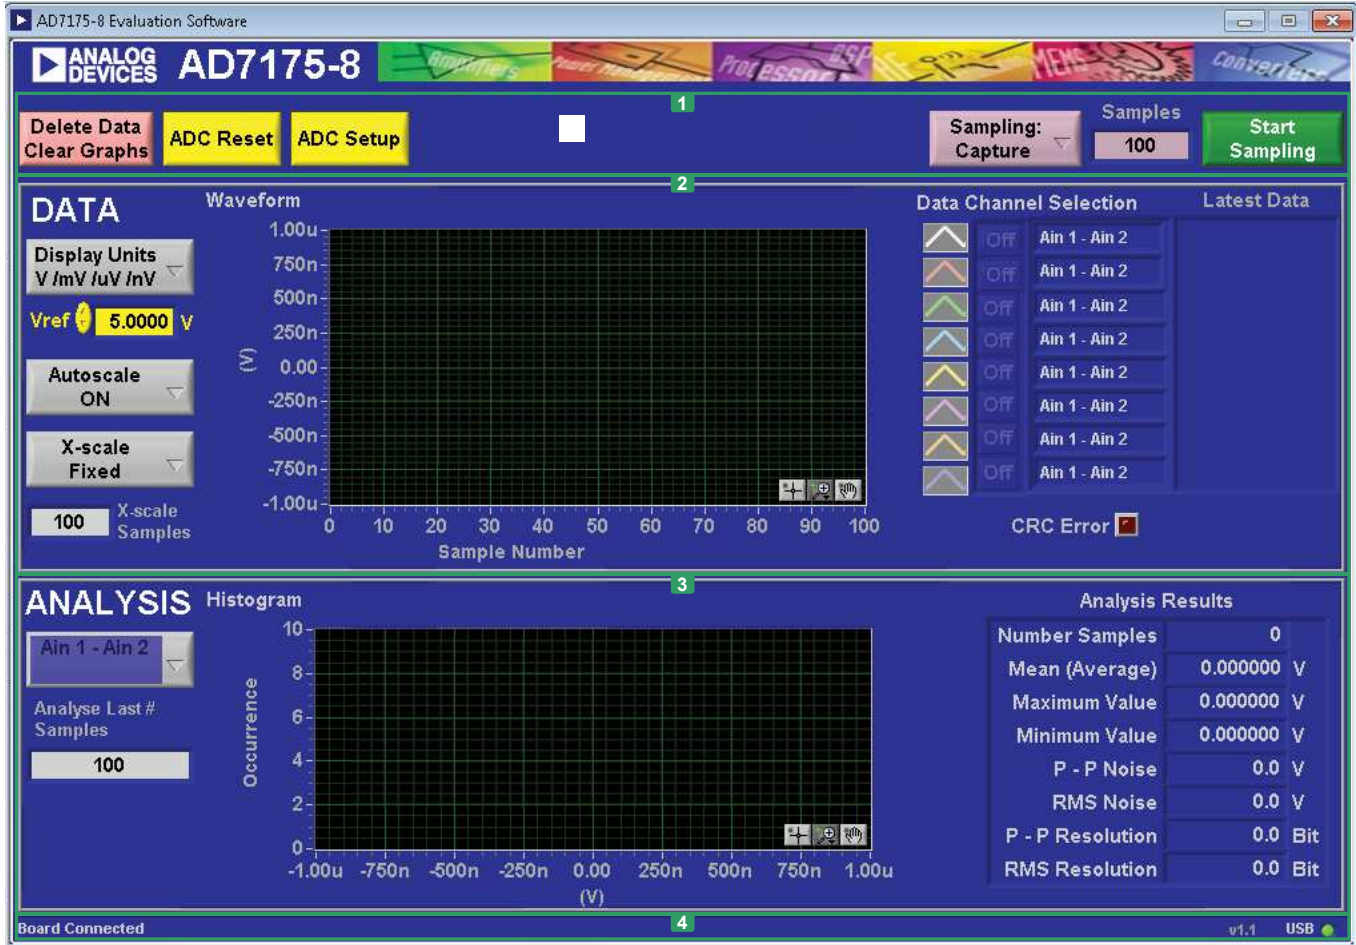 AD7175-8 Evaluation Software
ANALOG DEVICES
AD7175-8
Amplifiers
Power Management
Processors
DSP
MEMS
Converters
1
Delete Data
Clear Graphs
ADC Reset
ADC Setup
Sampling:
Capture
Samples
100
Start
Sampling
2
DATA
Display Units
V /mV /uV /nV
Vref
5.0000
V
Autoscale
ON
X-scale
Fixed
100
X-scale
Samples
Waveform
1.00u
750n
500n
250n
0.00
-250n
-500n
-750n
-1.00u
(V)
0 10 20 30 40 50 60 70 80 90 100
Sample Number
Data Channel Selection
Latest Data
Off Ain 1 - Ain 2
Off Ain 1 - Ain 2
Off Ain 1 - Ain 2
Off Ain 1 - Ain 2
Off Ain 1 - Ain 2
Off Ain 1 - Ain 2
Off Ain 1 - Ain 2
Off Ain 1 - Ain 2
CRC Error
3
ANALYSIS
Ain 1 - Ain 2
Analyse Last #
Samples
100
Histogram
10
8
6
4
2
0
Occurrence
-1.00u -750n -500n -250n 0.00 250n 500n 750n 1.00u
(V)
Analysis Results
Number Samples 0
Mean (Average) 0.000000 V
Maximum Value 0.000000 V
Minimum Value 0.000000 V
P - P Noise 0.0 V
RMS Noise 0.0 V
P - P Resolution 0.0 Bit
RMS Resolution 0.0 Bit
4
Board Connected
v1.1
USB